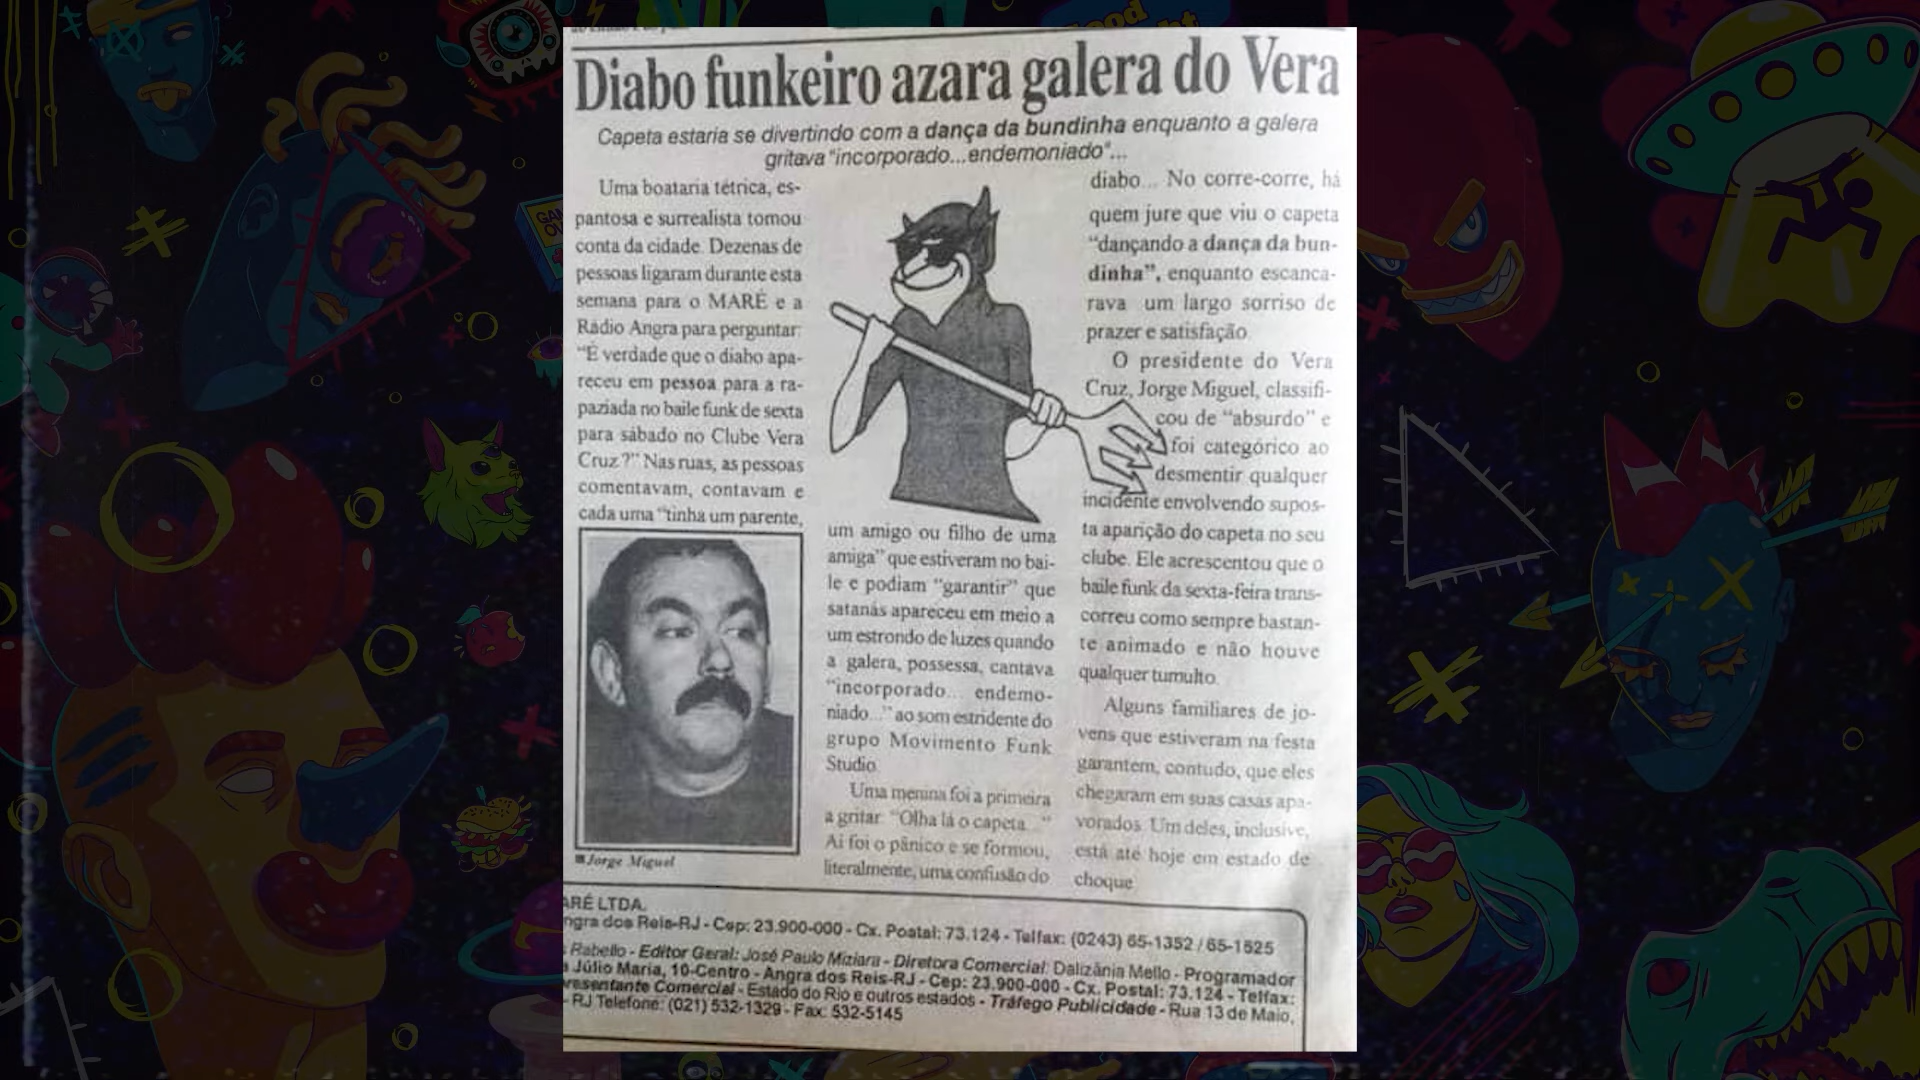 Diabo funkeiro azara galera do Vera
Capeta estaria se divertindo com a dança da bundinha enquanto a galera
gritava "incorporado...endemoniado"...
Uma boataria tétrica, es-
pantosa e surrealista tomou
conta da cidade. Dezenas de
pessoas ligaram durante esta
semana para o MARÉ e a
Rádio Angra para perguntar:
"É verdade que o diabo apa-
receu em pessoa para a ra-
paziada no baile funk de sexta
para sábado no Clube Vera
Cruz?" Nas ruas, as pessoas
comentavam, contavam e
cada uma "tinha um parente,
Jorge Miguel
um amigo ou filho de uma
amiga" que estiveram no bai-
le e podiam "garantir" que
satanás apareceu em meio a
um estrondo de luzes quando
a galera, possessa, cantava
"incorporado... endemo-
niado..." ao som estridente do
grupo Movimento Funk
Studio.
Uma menina foi a primeira
a gritar: "Olha lá o capeta..."
Aí foi o pânico e se formou,
literalmente, uma confusão do
diabo... No corre-corre, há
quem jure que viu o capeta
"dançando a dança da bun-
dinha", enquanto escanca-
rava um largo sorriso de
prazer e satisfação.
O presidente do Vera
Cruz, Jorge Miguel, classifi-
cou de "absurdo" e
foi categórico ao
desmentir qualquer
incidente envolvendo supos-
ta aparição do capeta no seu
clube. Ele acrescentou que o
baile funk da sexta-feira trans-
correu como sempre bastan-
te animado e não houve
qualquer tumulto.
Alguns familiares de jo-
vens que estiveram na festa
garantem, contudo, que eles
chegaram em suas casas apa-
vorados. Um deles, inclusive,
está até hoje em estado de
choque.
ARÉ LTDA.
ngra dos Reis-RJ - Cep: 23.900-000 - Cx. Postal: 73.124 - Telfax: (0243) 65-1352 / 65-1525
Rabello - Editor Geral: José Paulo Miziara - Diretora Comercial: Dalizânia Mello - Programador
Júlio Maria, 10-Centro - Angra dos Reis-RJ - Cep: 23.900-000 - Cx. Postal: 73.124 - Telfax:
resentante Comercial - Estado do Rio e outros estados - Tráfego Publicidade - Rua 13 de Maio,
- RJ Telefone: (021) 532-1329 - Fax: 532-5145